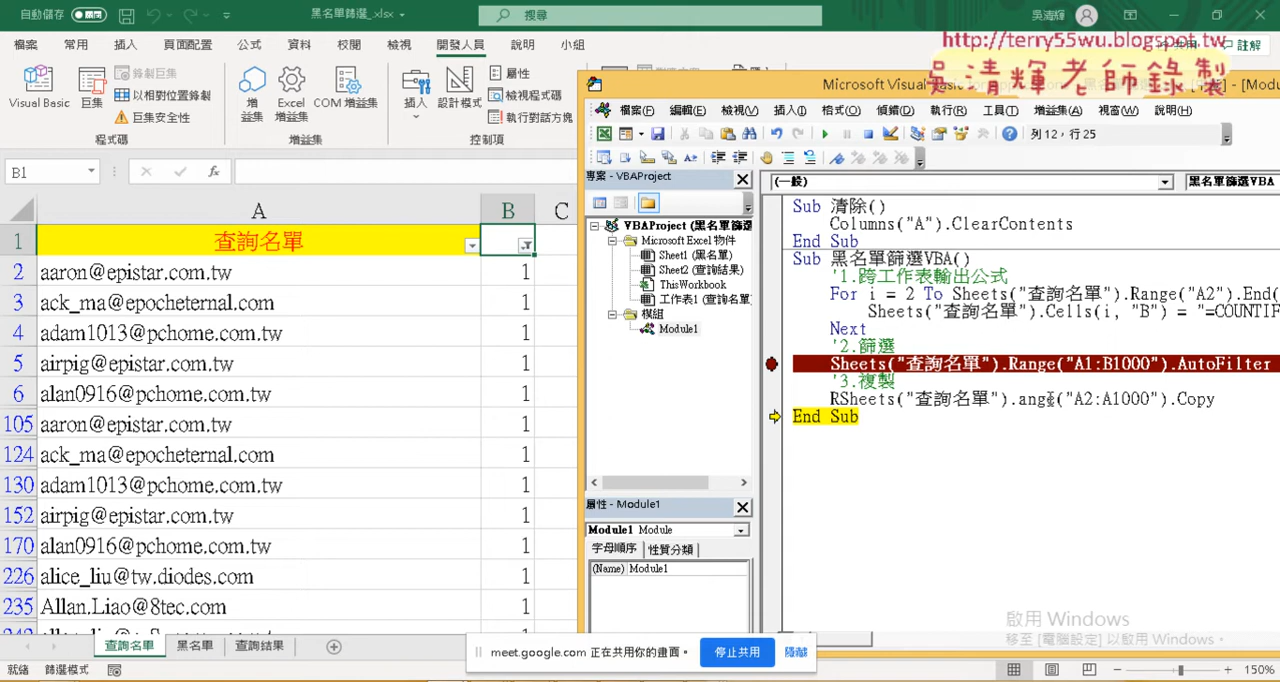 自動儲存 黑名單篩選_.xlsx 搜尋 吳清輝
檔案 常用 插入 頁面配置 公式 資料 校閱 檢視 開發人員 說明 小組 註解
http://terry55wu.blogspot.tw
吳清輝老師錄製
Visual Basic 巨集 錄製巨集 以相對位置錄製 巨集安全性 程式碼
增益集 Excel 增益集 COM 增益集 增益集
插入 設計模式 屬性 檢視程式碼 執行對話方塊 控制項
B1 fx
A B C
1 查詢名單
2 aaron@epistar.com.tw 1
3 ack_ma@epocheternal.com 1
4 adam1013@pchome.com.tw 1
5 airpig@epistar.com.tw 1
6 alan0916@pchome.com.tw 1
105 aaron@epistar.com.tw 1
124 ack_ma@epocheternal.com 1
130 adam1013@pchome.com.tw 1
152 airpig@epistar.com.tw 1
170 alan0916@pchome.com.tw 1
226 alice_liu@tw.diodes.com 1
235 Allan.Liao@8tec.com 1
查詢名單 黑名單 查詢結果
就緒 篩選模式 150%
Microsoft Visual Basic
檔案(F) 編輯(E) 檢視(V) 插入(I) 格式(O) 偵錯(D) 執行(R) 工具(T) 增益集(A) 視窗(W) 說明(H)
列 12, 行 25
專案 - VBAProject
VBAProject (黑名單篩選
Microsoft Excel 物件
Sheet1 (黑名單)
Sheet2 (查詢結果)
ThisWorkbook
工作表1 (查詢名單
模組
Module1
屬性 - Module1
Module1 Module
字母順序 性質分類
(Name) Module1
(一般) 黑名單篩選VBA
Sub 清除()
Columns("A").ClearContents
End Sub
Sub 黑名單篩選VBA()
'1.跨工作表輸出公式
For i = 2 To Sheets("查詢名單").Range("A2").End(
Sheets("查詢名單").Cells(i, "B") = "=COUNTIF
Next
'2.篩選
Sheets("查詢名單").Range("A1:B1000").AutoFilter
'3.複製
RSheets("查詢名單").ange("A2:A1000").Copy
End Sub
啟用 Windows
移至 [電腦設定] 以啟用 Windows。
meet.google.com 正在共用你的畫面。 停止共用 隱藏